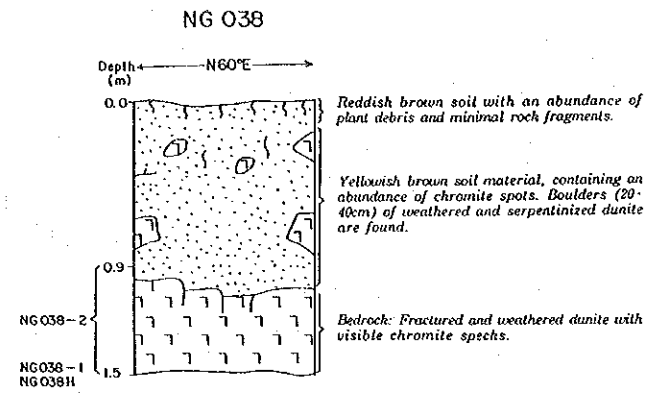 NG 038
Depth
(m)
N60°E
0.0
Reddish brown soil with an abundance of
plant debris and minimal rock fragments.
Yellowish brown soil material, containing an
abundance of chromite spots. Boulders (20-
40cm) of weathered and serpentinized dunite
are found.
0.9
NG038-2
Bedrock: Fractured and weathered dunite with
visible chromite spechs.
NG038-1
NG038H
1.5